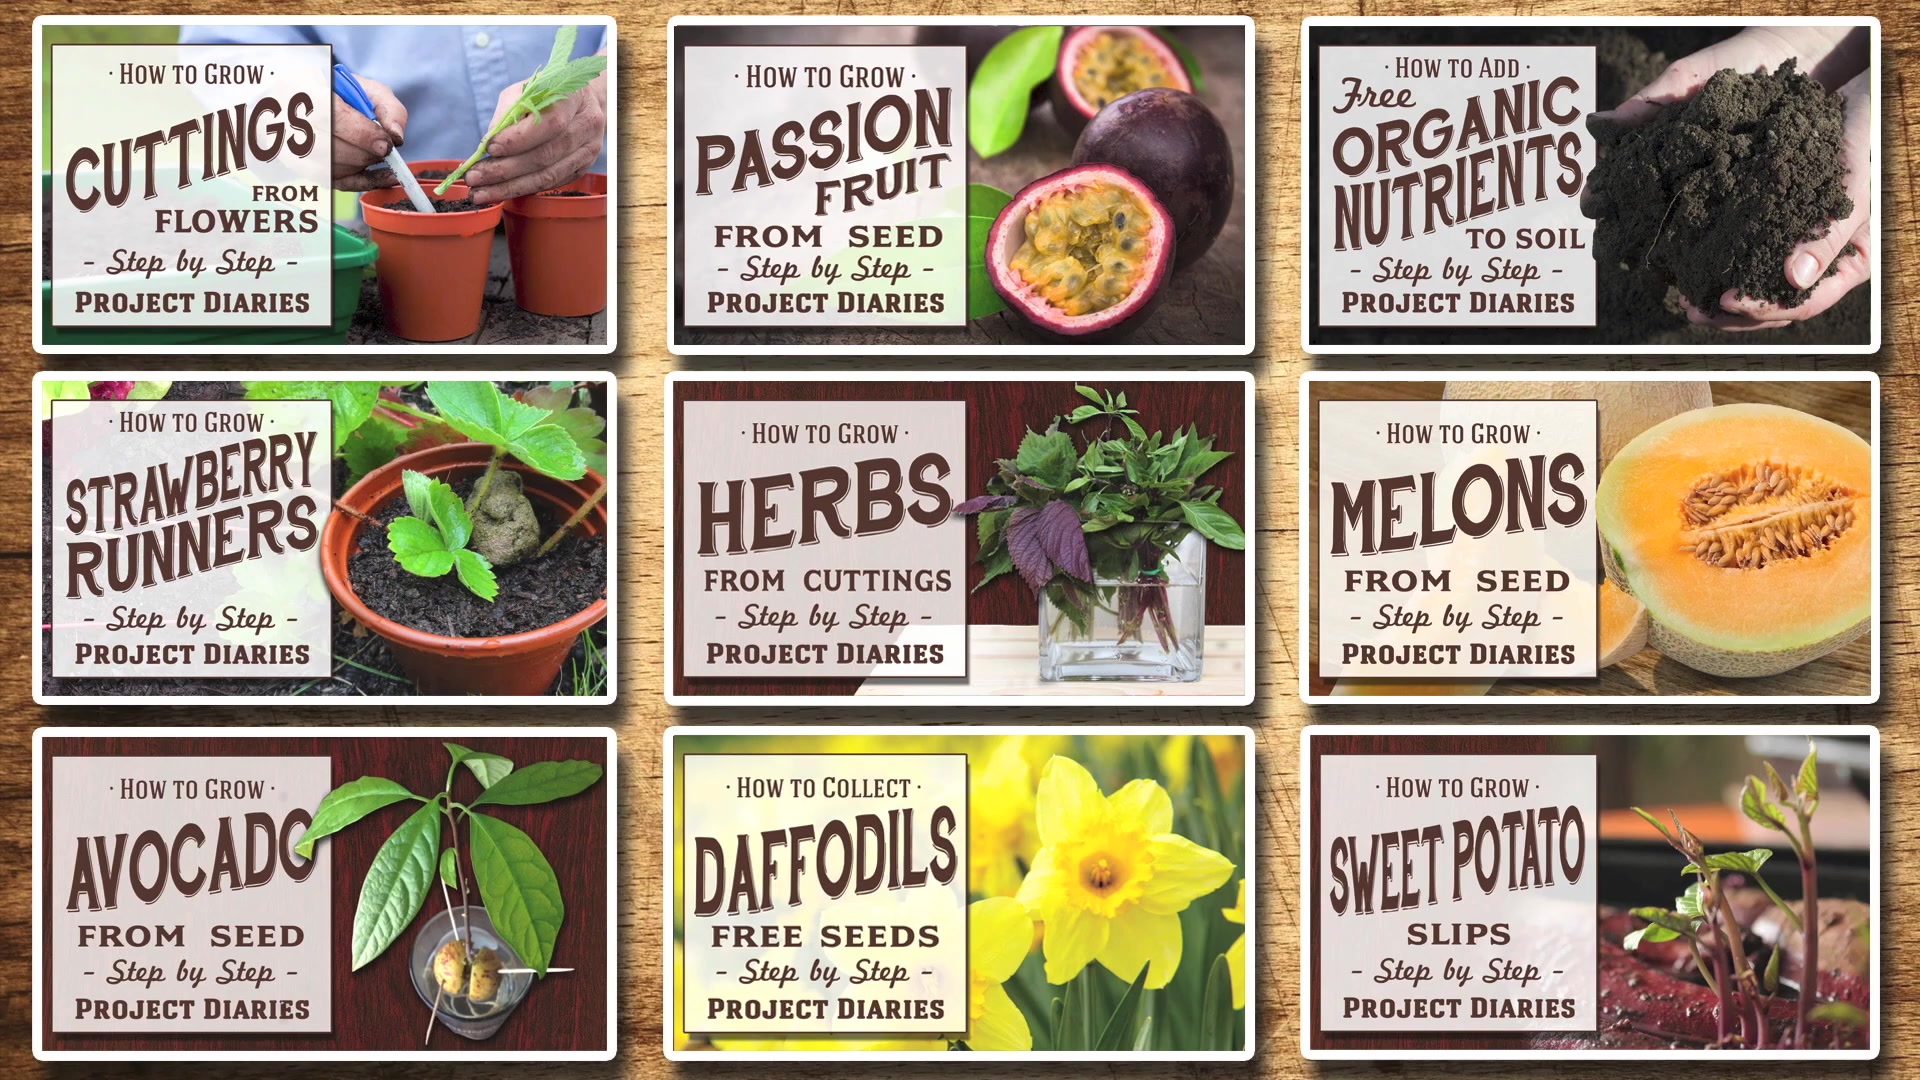 · How to Grow ·
Cuttings
from
Flowers
- Step by Step -
Project Diaries
· How to Grow ·
Passion
Fruit
from Seed
- Step by Step -
Project Diaries
· How to Add ·
Free
Organic
Nutrients
to Soil
- Step by Step -
Project Diaries
· How to Grow ·
Strawberry
Runners
- Step by Step -
Project Diaries
· How to Grow ·
Herbs
from Cuttings
- Step by Step -
Project Diaries
· How to Grow ·
Melons
from Seed
- Step by Step -
Project Diaries
· How to Grow ·
Avocado
from Seed
- Step by Step -
Project Diaries
· How to Collect ·
Daffodils
Free Seeds
- Step by Step -
Project Diaries
· How to Grow ·
Sweet Potato
Slips
- Step by Step -
Project Diaries